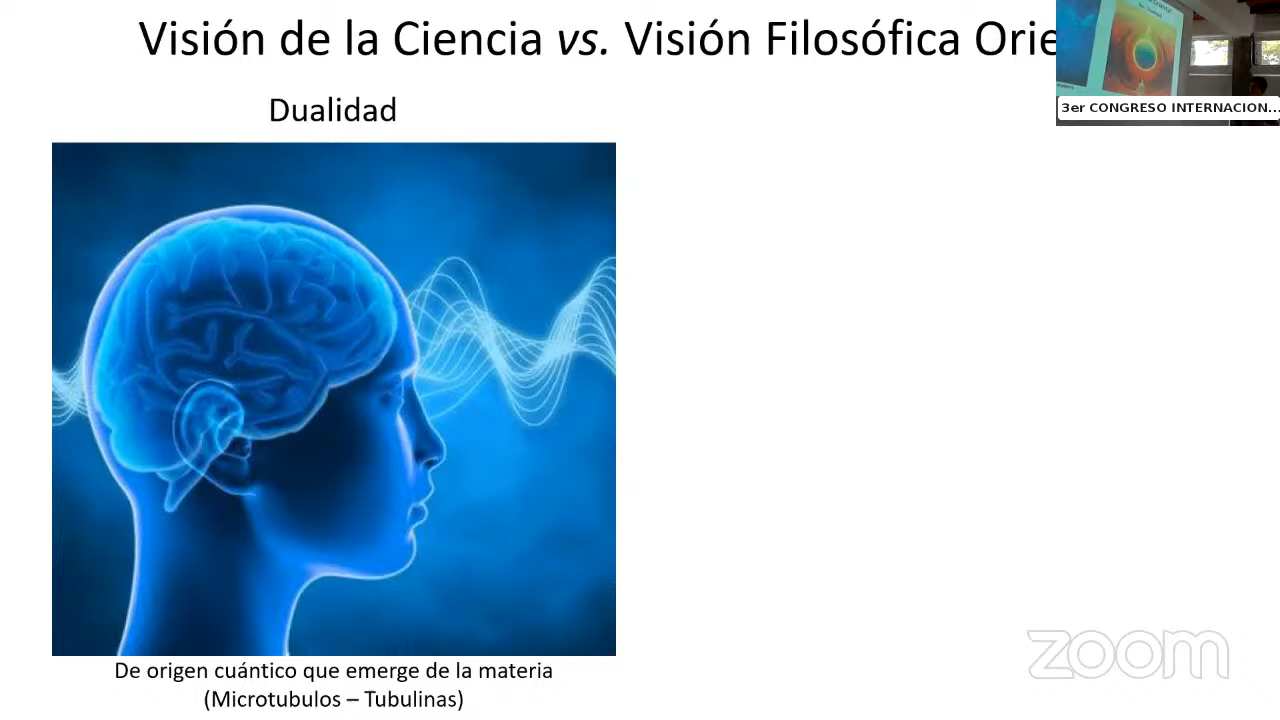 Visión de la Ciencia vs. Visión Filosófica Orie
3er CONGRESO INTERNACION...
Dualidad
De origen cuántico que emerge de la materia
(Microtubulos – Tubulinas)
zoom